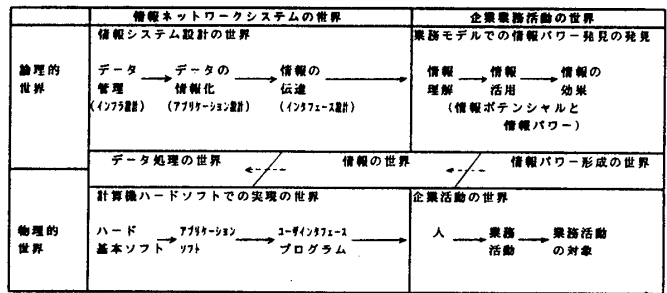 情報ネットワークシステムの世界
企業業務活動の世界
論理的
世界
情報システム設計の世界
データ
管理
(インフラ設計)
データの
情報化
(アプリケーション設計)
情報の
伝達
(インタフェース設計)
業務モデルでの情報パワー発見の発見
情報
理解
情報
活用
情報の
効果
(情報ポテンシャルと
情報パワー)
データ処理の世界
情報の世界
情報パワー形成の世界
物理的
世界
計算機ハードソフトでの実現の世界
ハード
基本ソフト
アプリケーション
ソフト
ユーザインタフェース
プログラム
企業活動の世界
人
業務
活動
業務活動
の対象